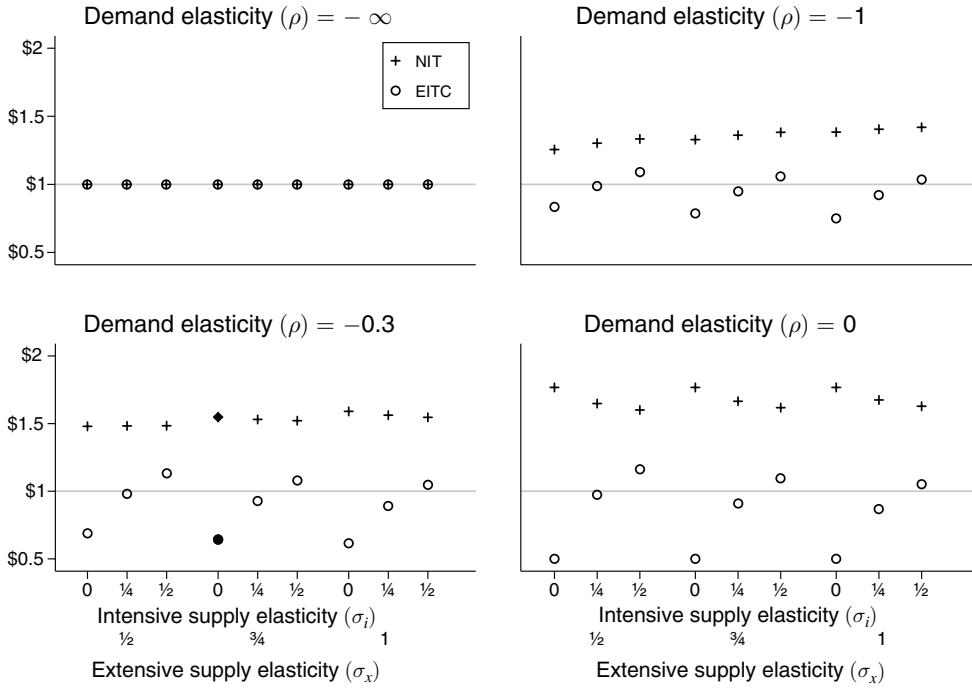 Demand elasticity (ρ) = − ∞
Demand elasticity (ρ) = −1
$2
$1.5
$1
$0.5
NIT
EITC
Demand elasticity (ρ) = −0.3
Demand elasticity (ρ) = 0
$2
$1.5
$1
$0.5
0 ¼ ½ 0 ¼ ½ 0 ¼ ½
Intensive supply elasticity (σi)
½ ¾ 1
Extensive supply elasticity (σx)
0 ¼ ½ 0 ¼ ½ 0 ¼ ½
Intensive supply elasticity (σi)
½ ¾ 1
Extensive supply elasticity (σx)